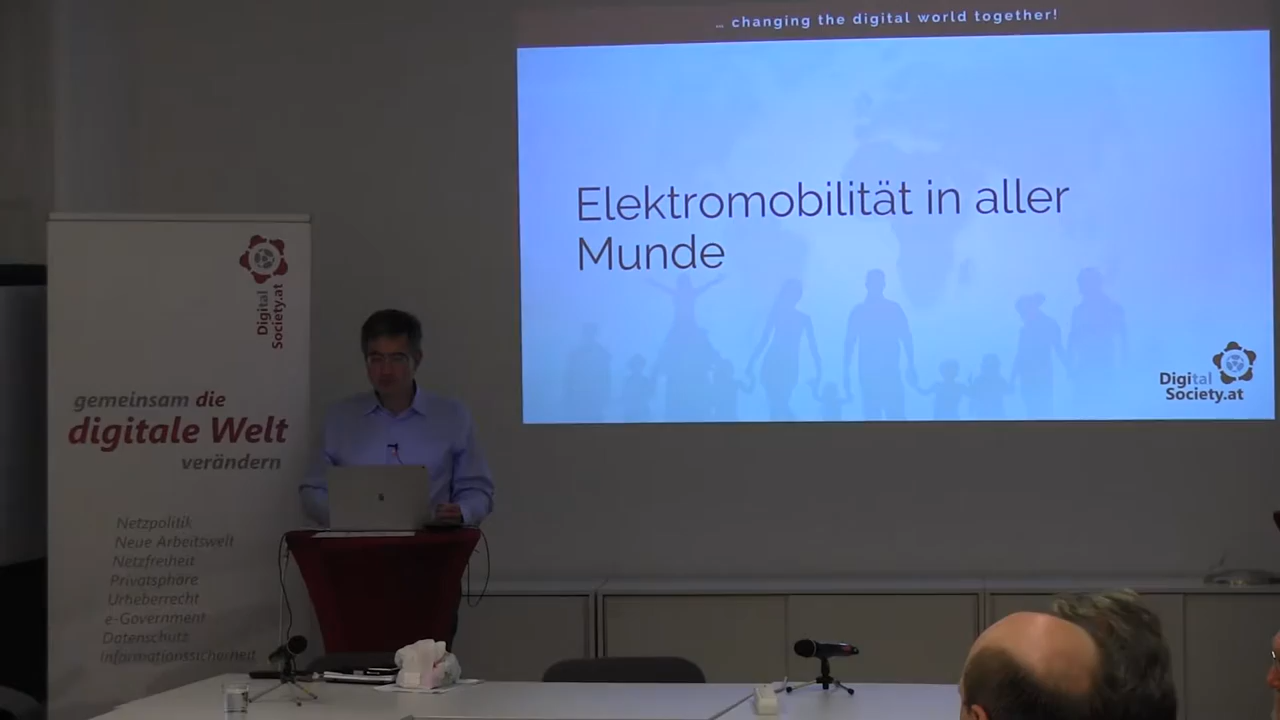 … changing the digital world together!
Elektromobilität in aller
Munde
Digital
Society.at
Digital
Society.at
gemeinsam die
digitale Welt
verändern
Netzpolitik
Neue Arbeitswelt
Netzfreiheit
Privatsphäre
Urheberrecht
e-Government
Datenschutz
Informationssicherheit